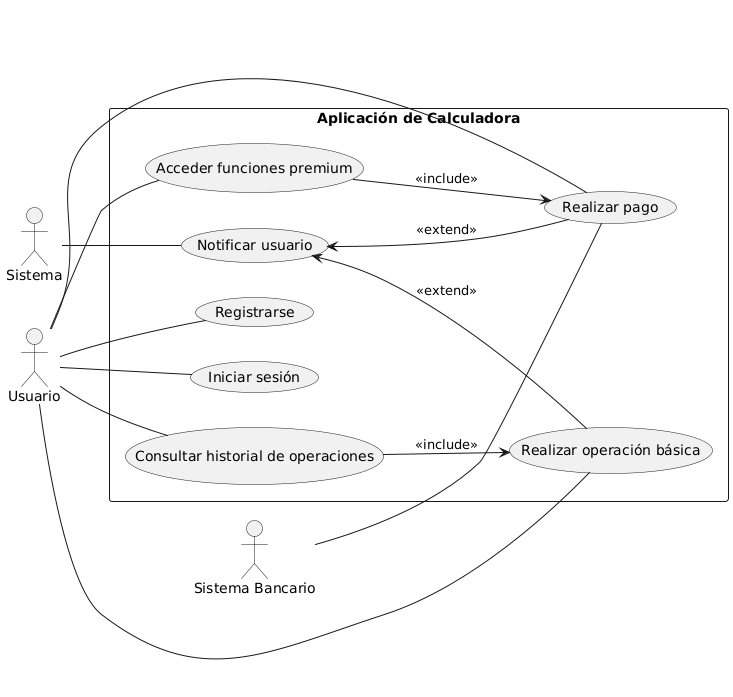 Aplicación de Calculadora
Acceder funciones premium
«include»
Realizar pago
Sistema
Notificar usuario
«extend»
«extend»
Registrarse
Usuario
Iniciar sesión
Consultar historial de operaciones
«include»
Realizar operación básica
Sistema Bancario